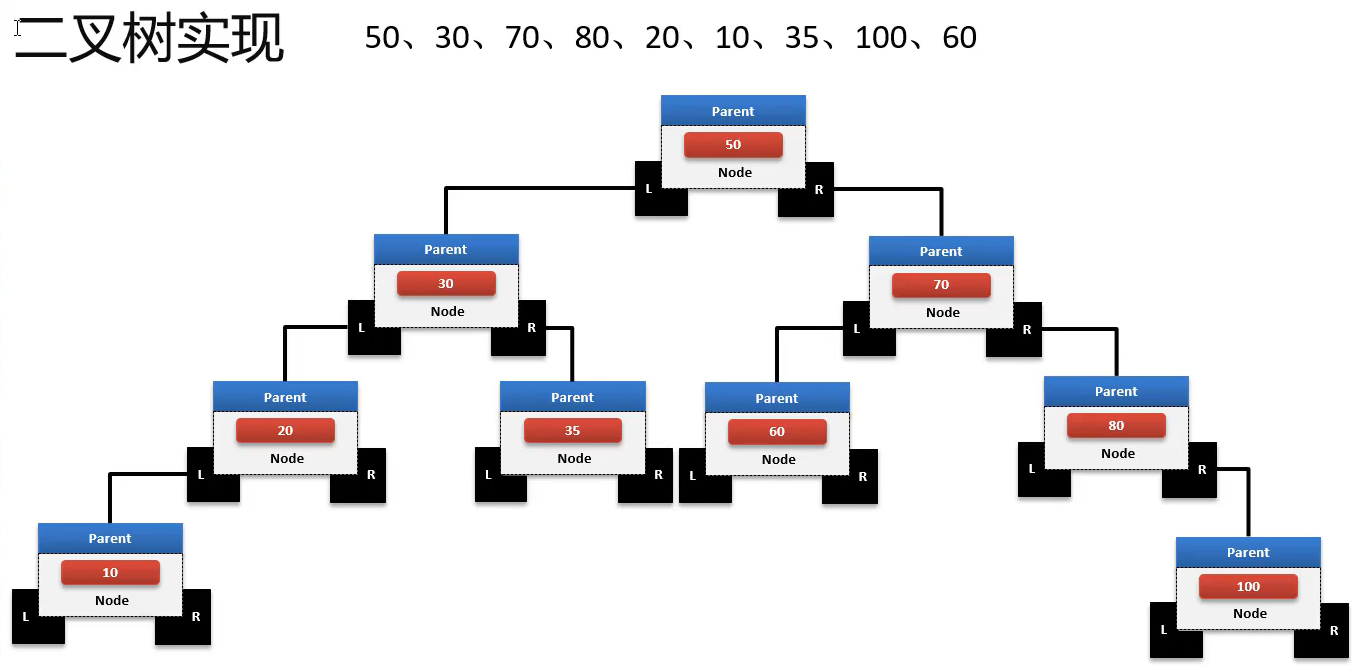 二叉树实现
50、30、70、80、20、10、35、100、60
Parent
50
Node
L
R
Parent
30
Node
L
R
Parent
70
Node
L
R
Parent
20
Node
L
R
Parent
35
Node
L
R
Parent
60
Node
L
R
Parent
80
Node
L
R
Parent
10
Node
L
R
Parent
100
Node
L
R